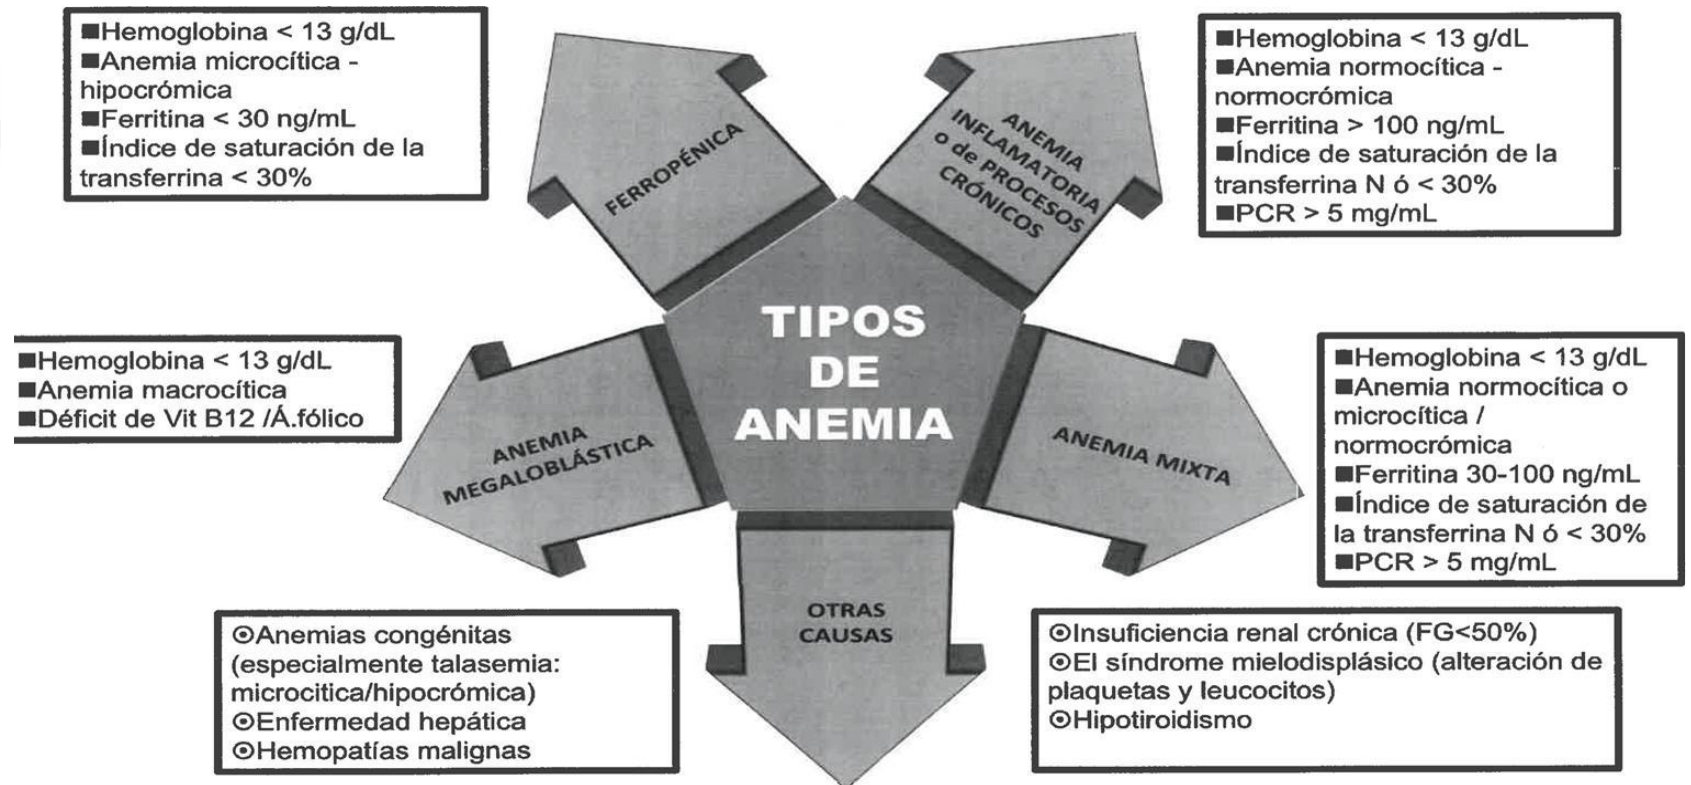 ■Hemoglobina < 13 g/dL
■Anemia microcítica -
hipocrómica
■Ferritina < 30 ng/mL
■Índice de saturación de la
transferrina < 30%
FERROPÉNICA
ANEMIA
INFLAMATORIA
o de PROCESOS
CRÓNICOS
■Hemoglobina < 13 g/dL
■Anemia normocítica -
normocrómica
■Ferritina > 100 ng/mL
■Índice de saturación de la
transferrina N ó < 30%
■PCR > 5 mg/mL
TIPOS
DE
ANEMIA
■Hemoglobina < 13 g/dL
■Anemia macrocítica
■Déficit de Vit B12 /Á.fólico
ANEMIA
MEGALOBLÁSTICA
ANEMIA MIXTA
■Hemoglobina < 13 g/dL
■Anemia normocítica o
microcítica /
normocrómica
■Ferritina 30-100 ng/mL
■Índice de saturación de
la transferrina N ó < 30%
■PCR > 5 mg/mL
OTRAS
CAUSAS
⊙Anemias congénitas
(especialmente talasemia:
microcitica/hipocrómica)
⊙Enfermedad hepática
⊙Hemopatías malignas
⊙Insuficiencia renal crónica (FG<50%)
⊙El síndrome mielodisplásico (alteración de
plaquetas y leucocitos)
⊙Hipotiroidismo